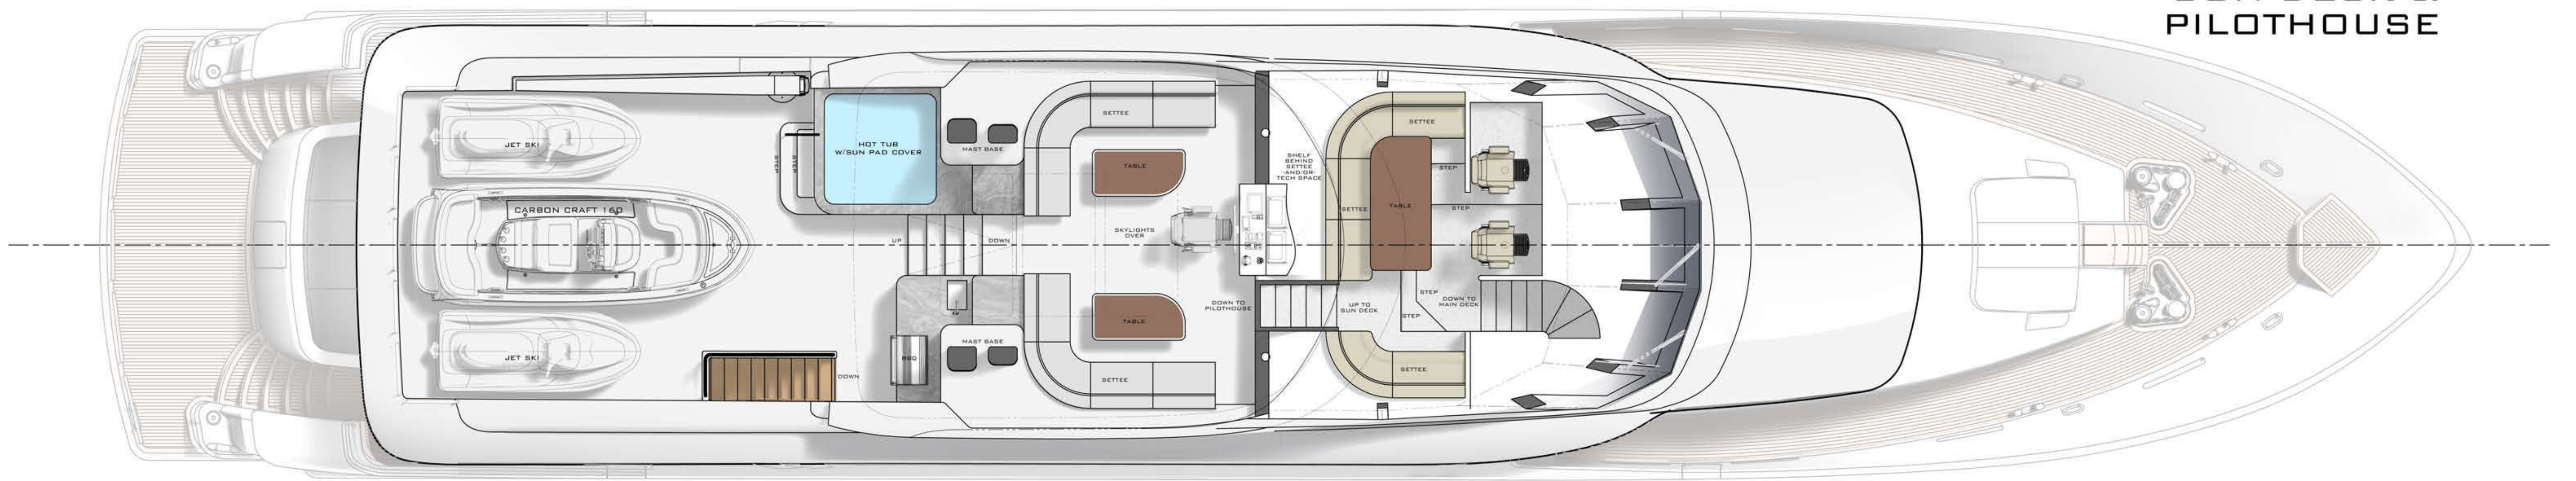 PILOTHOUSE
JET SKI
CARBON CRAFT 160
JET SKI
STEP
STEP
HOT TUB
W/SUN PAD COVER
MAST BASE
UP
DOWN
BBQ
MAST BASE
DOWN
SETTEE
TABLE
SKYLIGHTS
OVER
TABLE
SETTEE
DOWN TO
PILOTHOUSE
SHELF
BEHIND
SETTEE
-AND/OR-
TECH SPACE
SETTEE
SETTEE
TABLE
STEP
STEP
UP TO
SUN DECK
STEP
STEP
DOWN TO
MAIN DECK
SETTEE